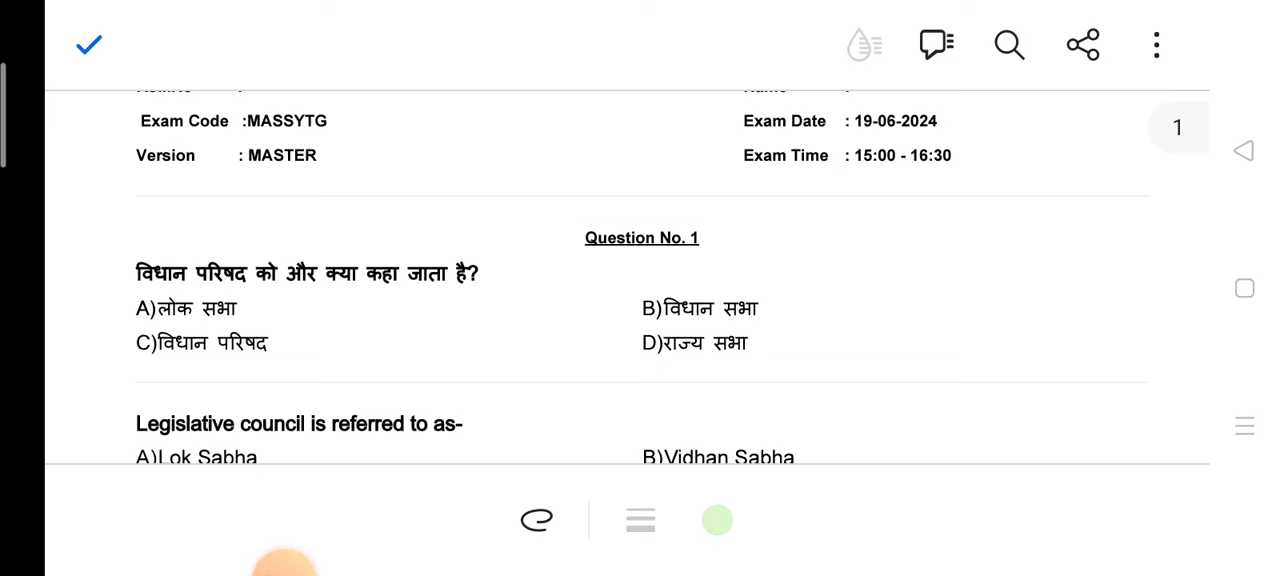 1
Exam Code :MASSYTG
Exam Date : 19-06-2024
Version : MASTER
Exam Time : 15:00 - 16:30
Question No. 1
विधान परिषद को और क्या कहा जाता है?
A)लोक सभा
B)विधान सभा
C)विधान परिषद
D)राज्य सभा
Legislative council is referred to as-
A)Lok Sabha
B)Vidhan Sabha